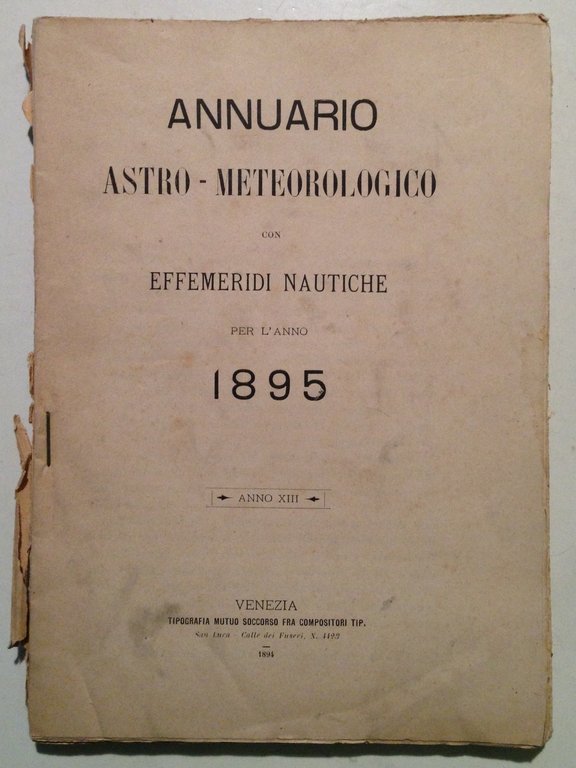 ANNUARIO
ASTRO - METEOROLOGICO
CON
EFFEMERIDI NAUTICHE
PER L'ANNO
1895
ANNO XIII
VENEZIA
TIPOGRAFIA MUTUO SOCCORSO FRA COMPOSITORI TIP.
San Luca - Calle dei Fuseri, N. 4499
1894